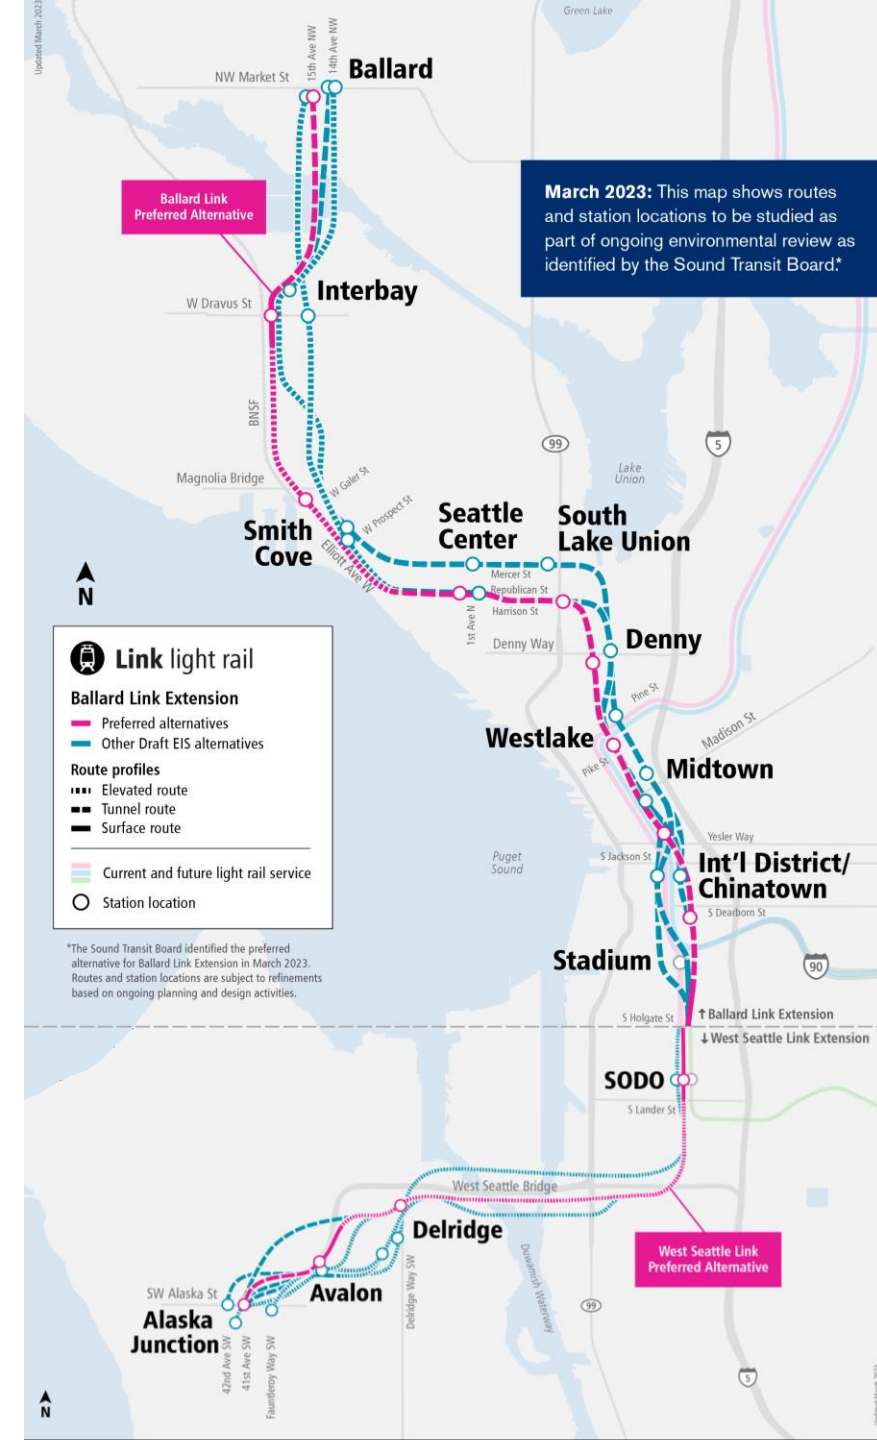 Updated March 2023
Green Lake
15th Ave NW
14th Ave NW
Ballard
NW Market St
March 2023: This map shows routes
and station locations to be studied as
part of ongoing environmental review as
identified by the Sound Transit Board.*
Ballard Link
Preferred Alternative
Interbay
W Dravus St
BNSF
99
5
Lake
Union
Magnolia Bridge
W Galer St
W Prospect St
Smith
Cove
Elliott Ave W
Seattle
Center
South
Lake Union
Mercer St
Republican St
Harrison St
1st Ave N
Denny Way
Denny
N
Link light rail
Ballard Link Extension
Preferred alternatives
Other Draft EIS alternatives
Route profiles
Elevated route
Tunnel route
Surface route
Current and future light rail service
Station location
*The Sound Transit Board identified the preferred
alternative for Ballard Link Extension in March 2023.
Routes and station locations are subject to refinements
based on ongoing planning and design activities.
Pine St
Madison St
Westlake
Pike St
Midtown
Yesler Way
Puget
Sound
S Jackson St
Int'l District/
Chinatown
S Dearborn St
Stadium
90
S Holgate St
↑Ballard Link Extension
↓West Seattle Link Extension
SODO
S Lander St
West Seattle Bridge
Delridge
West Seattle Link
Preferred Alternative
Duwamish Waterway
Delridge Way SW
Avalon
SW Alaska St
Alaska
Junction
42nd Ave SW
41st Ave SW
Fauntleroy Way SW
99
5
N
Updated March 2023